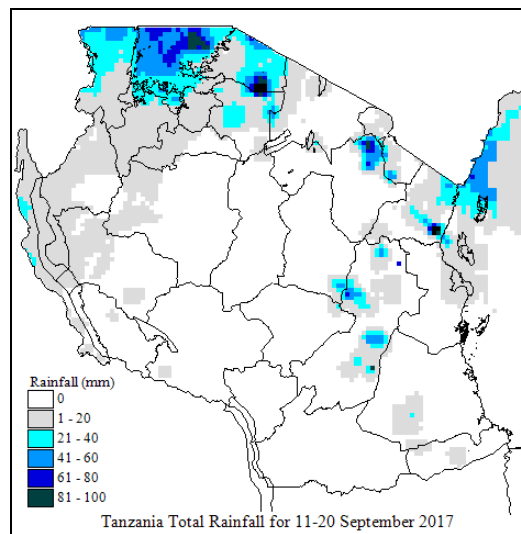 Rainfall (mm)
0
1 - 20
21 - 40
41 - 60
61 - 80
81 - 100
Tanzania Total Rainfall for 11-20 September 2017